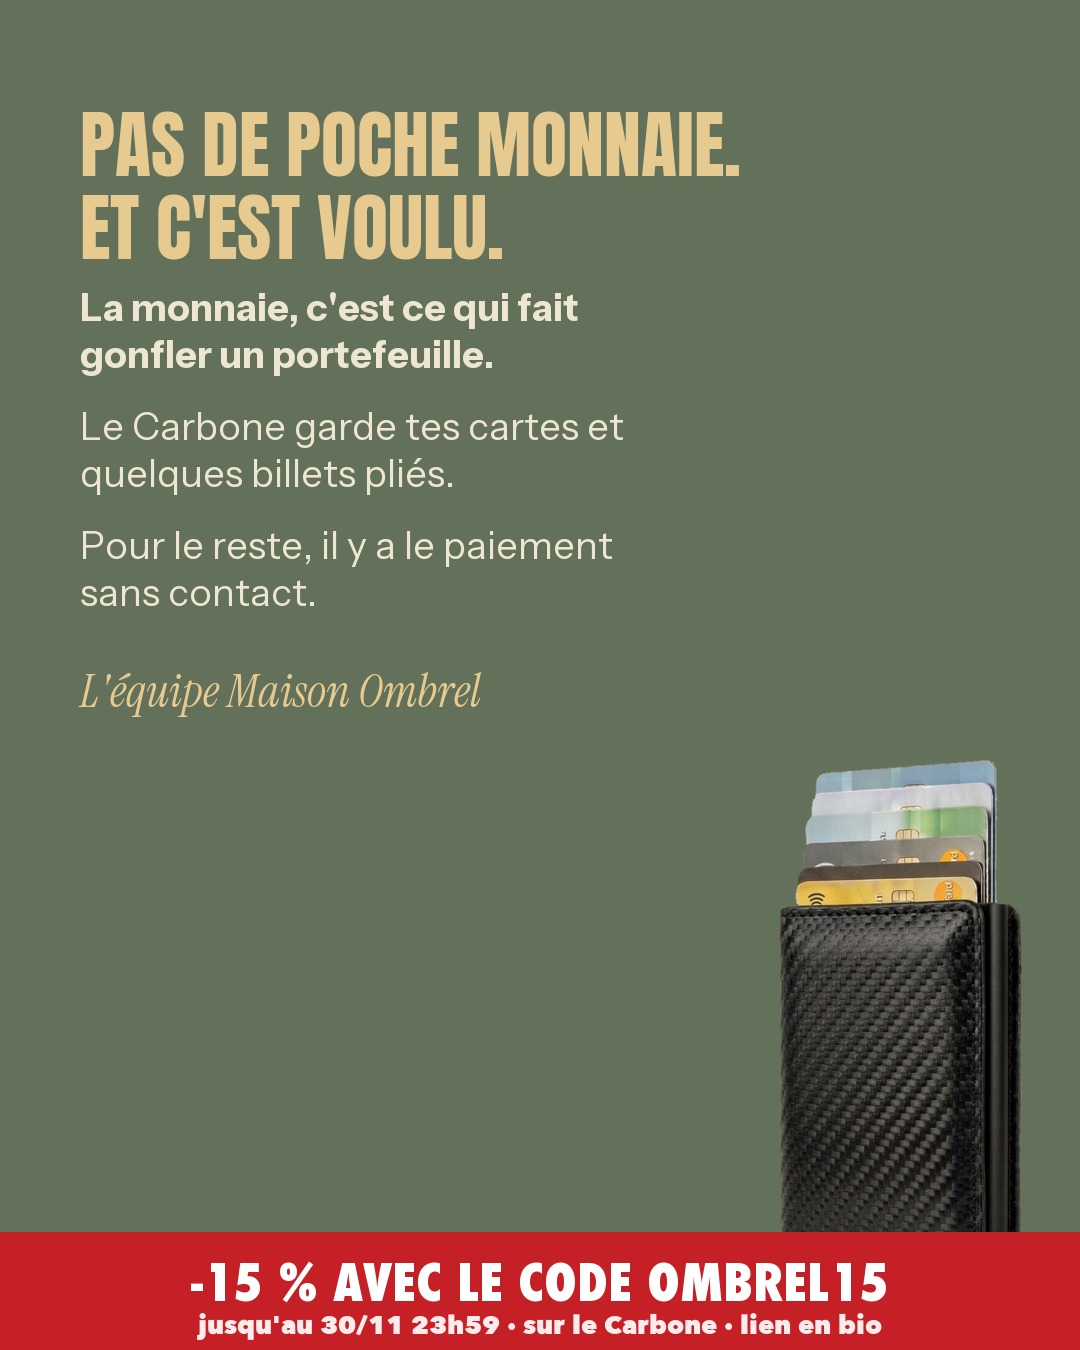 PAS DE POCHE MONNAIE.
ET C'EST VOULU.
La monnaie, c'est ce qui fait
gonfler un portefeuille.
Le Carbone garde tes cartes et
quelques billets pliés.
Pour le reste, il y a le paiement
sans contact.
L'équipe Maison Ombrel
-15 % AVEC LE CODE OMBREL15
jusqu'au 30/11 23h59 • sur le Carbone • lien en bio